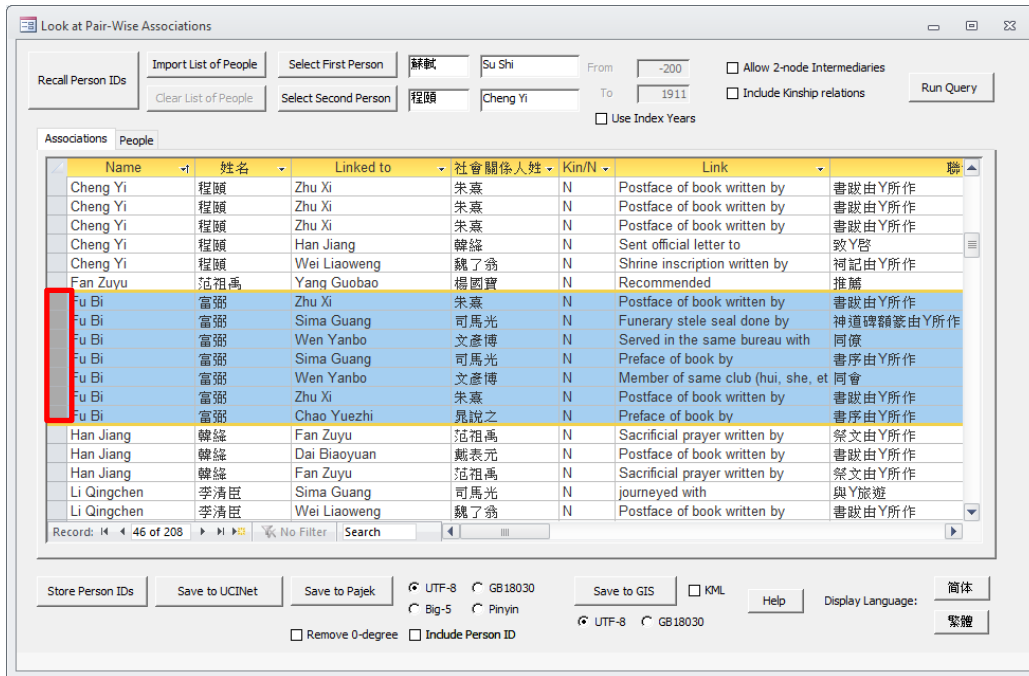 Look at Pair-Wise Associations
Recall Person IDs
Import List of People
Clear List of People
Select First Person
蘇軾
Su Shi
Select Second Person
程頤
Cheng Yi
From
-200
To
1911
Use Index Years
Allow 2-node Intermediaries
Include Kinship relations
Run Query
Associations People
Name 姓名 Linked to 社會關係人姓 Kin/N Link 聯
Cheng Yi 程頤 Zhu Xi 朱熹 N Postface of book written by 書跋由Y所作
Cheng Yi 程頤 Zhu Xi 朱熹 N Postface of book written by 書跋由Y所作
Cheng Yi 程頤 Zhu Xi 朱熹 N Postface of book written by 書跋由Y所作
Cheng Yi 程頤 Han Jiang 韓絳 N Sent official letter to 致Y啓
Cheng Yi 程頤 Wei Liaoweng 魏了翁 N Shrine inscription written by 祠記由Y所作
Fan Zuyu 范祖禹 Yang Guobao 楊國寶 N Recommended 推薦
Fu Bi 富弼 Zhu Xi 朱熹 N Postface of book written by 書跋由Y所作
Fu Bi 富弼 Sima Guang 司馬光 N Funerary stele seal done by 神道碑額篆由Y所作
Fu Bi 富弼 Wen Yanbo 文彥博 N Served in the same bureau with 同僚
Fu Bi 富弼 Sima Guang 司馬光 N Preface of book by 書序由Y所作
Fu Bi 富弼 Wen Yanbo 文彥博 N Member of same club (hui, she, et 同會
Fu Bi 富弼 Zhu Xi 朱熹 N Postface of book written by 書跋由Y所作
Fu Bi 富弼 Chao Yuezhi 晁說之 N Preface of book by 書序由Y所作
Han Jiang 韓絳 Fan Zuyu 范祖禹 N Sacrificial prayer written by 祭文由Y所作
Han Jiang 韓絳 Dai Biaoyuan 戴表元 N Postface of book written by 書跋由Y所作
Han Jiang 韓絳 Fan Zuyu 范祖禹 N Sacrificial prayer written by 祭文由Y所作
Li Qingchen 李清臣 Sima Guang 司馬光 N journeyed with 與Y旅遊
Li Qingchen 李清臣 Wei Liaoweng 魏了翁 N Postface of book written by 書跋由Y所作
Record: 46 of 208 No Filter Search
Store Person IDs
Save to UCINet
Save to Pajek
UTF-8 GB18030
Big-5 Pinyin
Remove 0-degree Include Person ID
Save to GIS
KML
UTF-8 GB18030
Help
Display Language:
简体
繁體